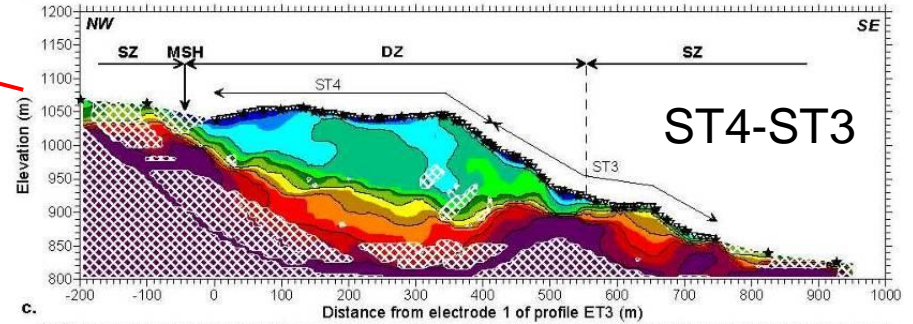 NW
SE
SZ MSH DZ SZ
ST4
ST3
ST4-ST3
Elevation (m)
1200
1150
1100
1050
1000
950
900
850
800
-200 -100 0 100 200 300 400 500 600 700 800 900 1000
c.
Distance from electrode 1 of profile ET3 (m)